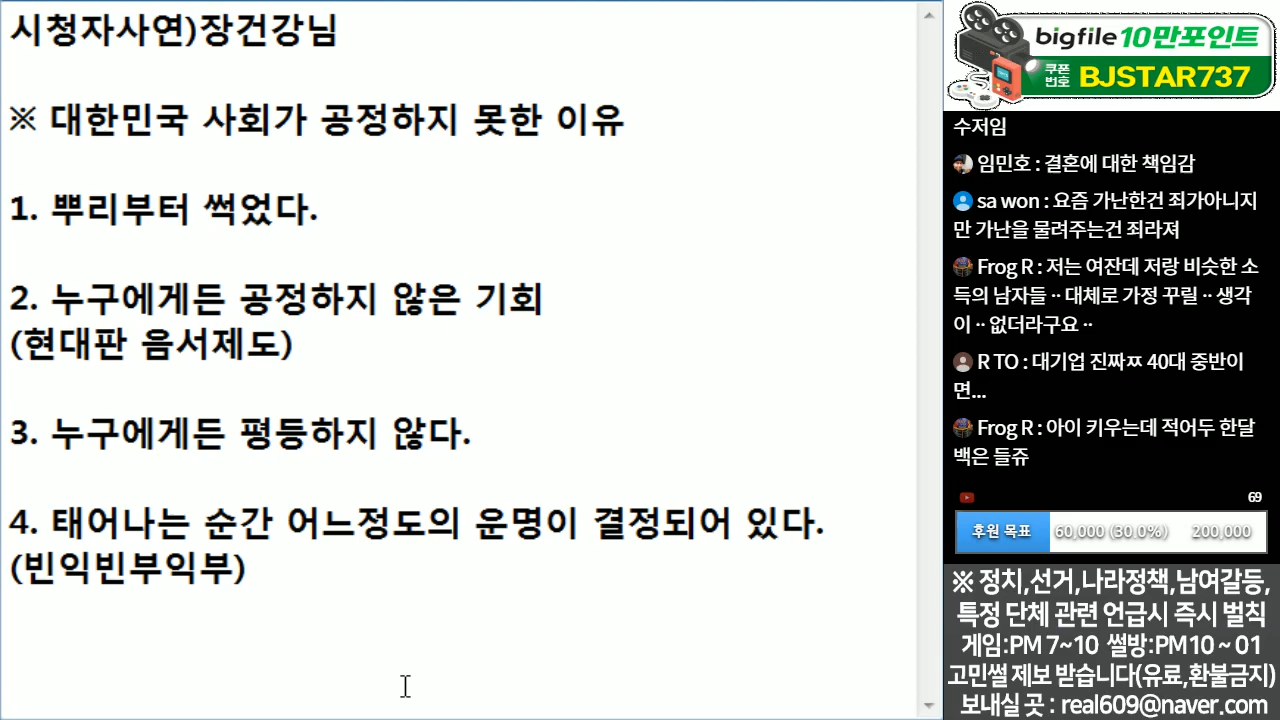 시청자사연)장건강님
※ 대한민국 사회가 공정하지 못한 이유
1. 뿌리부터 썩었다.
2. 누구에게든 공정하지 않은 기회
(현대판 음서제도)
3. 누구에게든 평등하지 않다.
4. 태어나는 순간 어느정도의 운명이 결정되어 있다.
(빈익빈부익부)
bigfile 10만포인트
쿠폰
번호 BJSTAR737
수저임
임민호 : 결혼에 대한 책임감
sa won : 요즘 가난한건 죄가아니지
만 가난을 물려주는건 죄라져
Frog R : 저는 여잔데 저랑 비슷한 소
득의 남자들 ·· 대체로 가정 꾸릴 ·· 생각
이 ·· 없더라구요 ··
R TO : 대기업 진짜ㅉ 40대 중반이
면...
Frog R : 아이 키우는데 적어두 한달
백은 들쥬
69
후원 목표 60,000 (30.0%) 200,000
※ 정치,선거,나라정책,남여갈등,
특정 단체 관련 언급시 즉시 벌칙
게임:PM 7~10 썰방:PM10 ~ 01
고민썰 제보 받습니다(유료,환불금지)
보내실 곳 : real609@naver.com